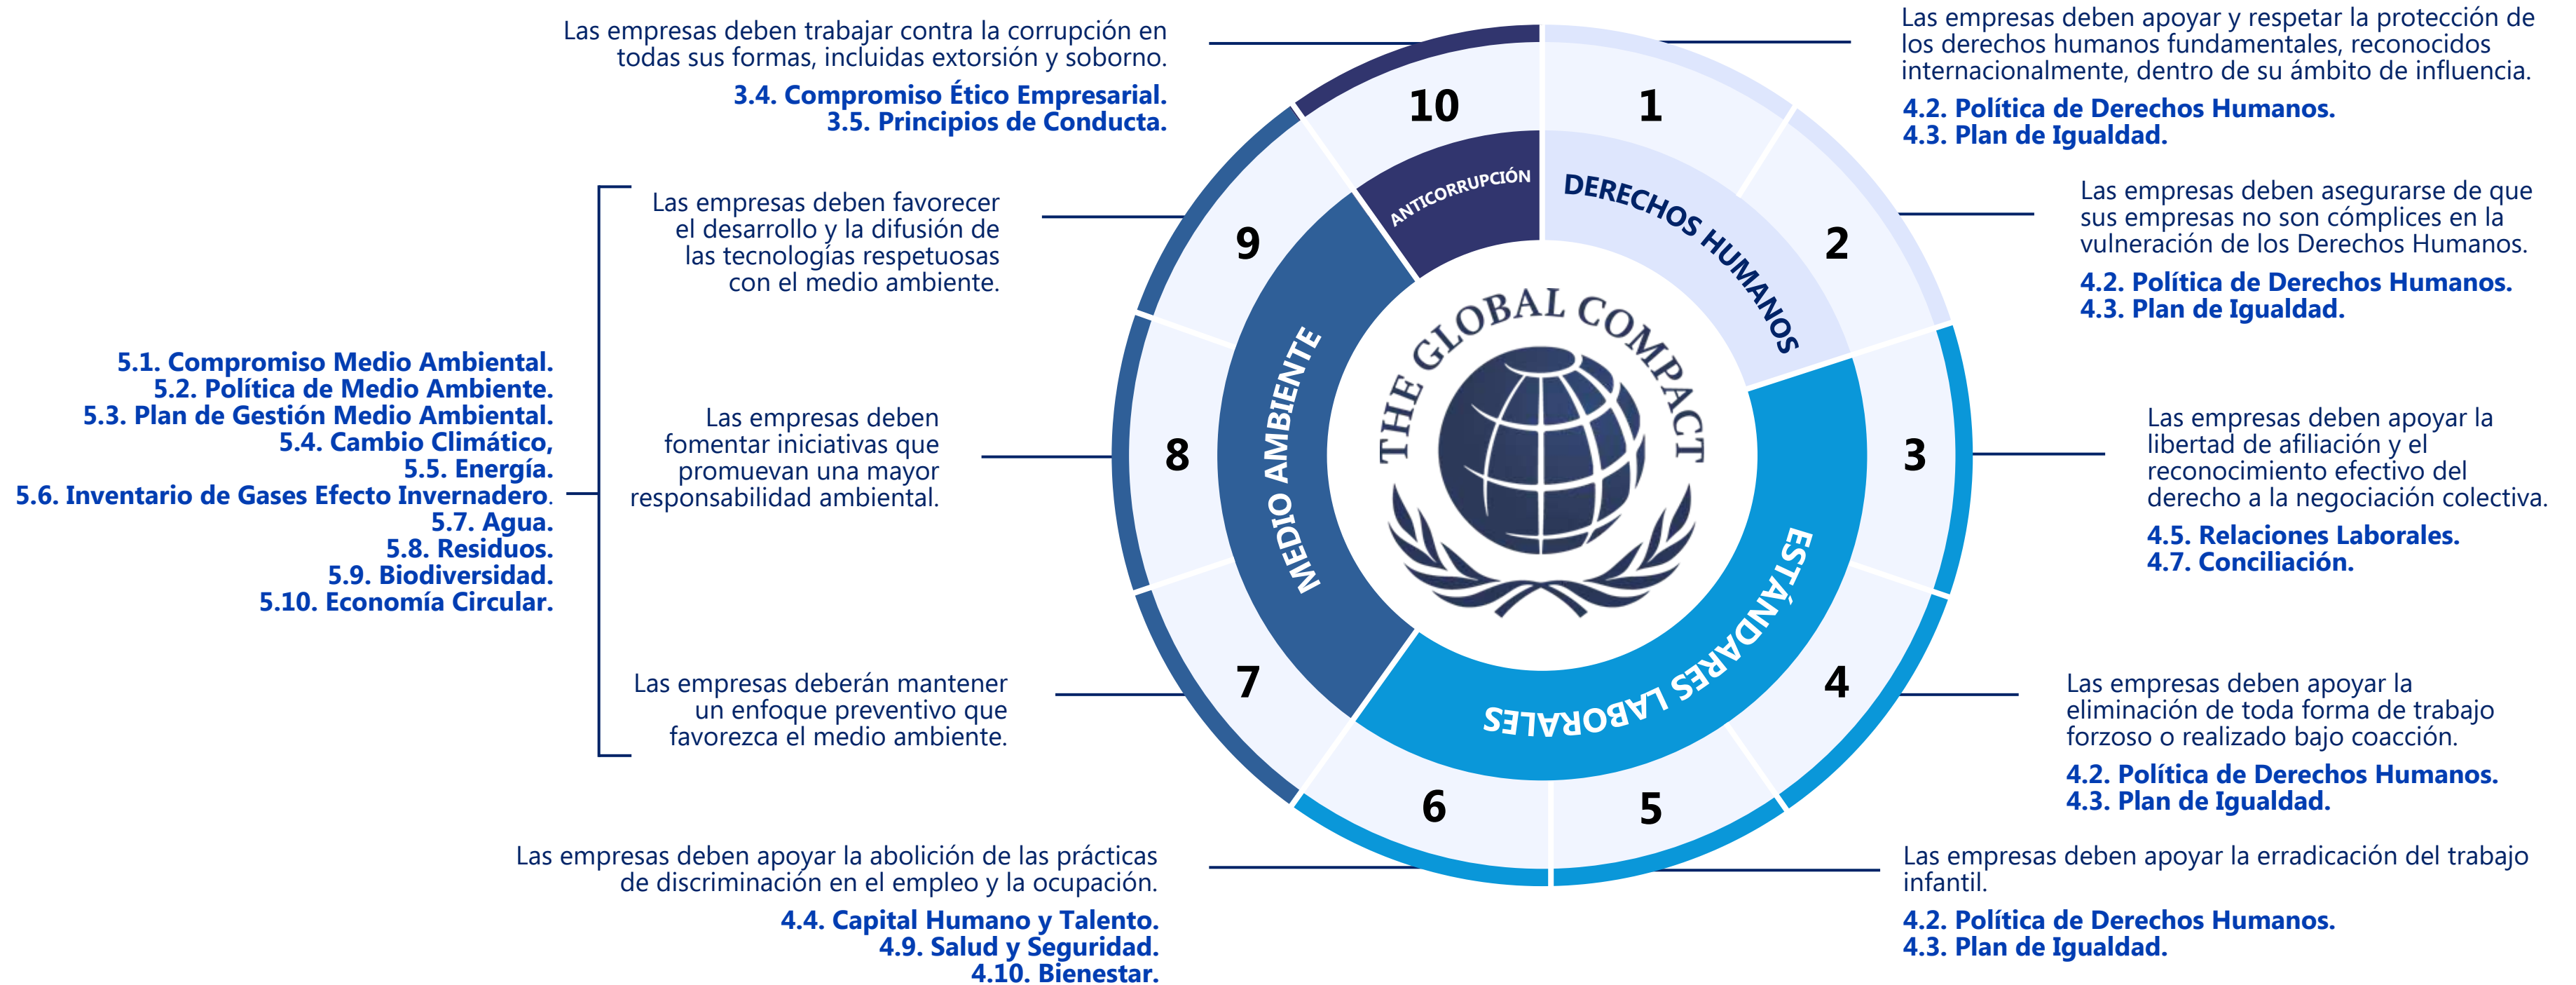 Las empresas deben trabajar contra la corrupción en
todas sus formas, incluidas extorsión y soborno.
3.4. Compromiso Ético Empresarial.
3.5. Principios de Conducta.
Las empresas deben favorecer
el desarrollo y la difusión de
las tecnologías respetuosas
con el medio ambiente.
Las empresas deben
fomentar iniciativas que
promuevan una mayor
responsabilidad ambiental.
Las empresas deberán mantener
un enfoque preventivo que
favorezca el medio ambiente.
5.1. Compromiso Medio Ambiental.
5.2. Política de Medio Ambiente.
5.3. Plan de Gestión Medio Ambiental.
5.4. Cambio Climático,
5.5. Energía.
5.6. Inventario de Gases Efecto Invernadero.
5.7. Agua.
5.8. Residuos.
5.9. Biodiversidad.
5.10. Economía Circular.
Las empresas deben apoyar la abolición de las prácticas
de discriminación en el empleo y la ocupación.
4.4. Capital Humano y Talento.
4.9. Salud y Seguridad.
4.10. Bienestar.
10
1
9
2
8
3
7
4
6
5
ANTICORRUPCIÓN
DERECHOS HUMANOS
MEDIO AMBIENTE
ESTÁNDARES LABORALES
THE GLOBAL COMPACT
Las empresas deben apoyar y respetar la protección de
los derechos humanos fundamentales, reconocidos
internacionalmente, dentro de su ámbito de influencia.
4.2. Política de Derechos Humanos.
4.3. Plan de Igualdad.
Las empresas deben asegurarse de que
sus empresas no son cómplices en la
vulneración de los Derechos Humanos.
4.2. Política de Derechos Humanos.
4.3. Plan de Igualdad.
Las empresas deben apoyar la
libertad de afiliación y el
reconocimiento efectivo del
derecho a la negociación colectiva.
4.5. Relaciones Laborales.
4.7. Conciliación.
Las empresas deben apoyar la
eliminación de toda forma de trabajo
forzoso o realizado bajo coacción.
4.2. Política de Derechos Humanos.
4.3. Plan de Igualdad.
Las empresas deben apoyar la erradicación del trabajo
infantil.
4.2. Política de Derechos Humanos.
4.3. Plan de Igualdad.